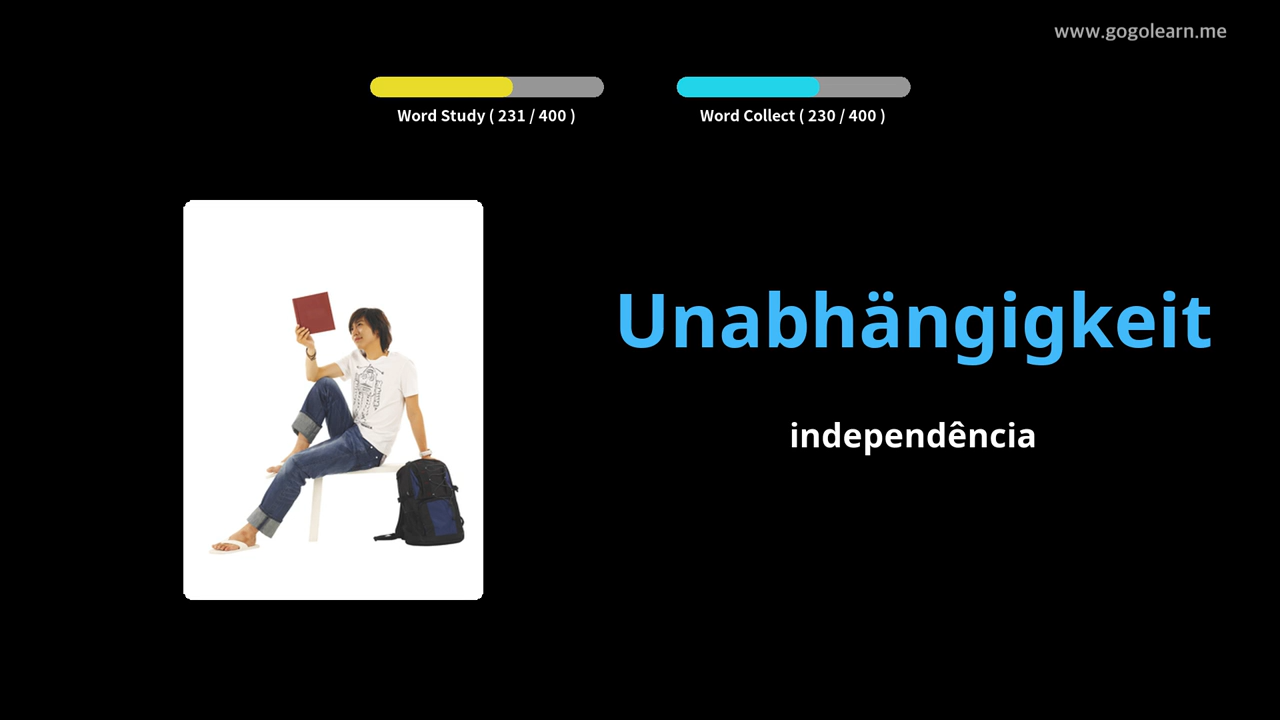 www.gogolearn.me
Word Study ( 231 / 400 )
Word Collect ( 230 / 400 )
Unabhängigkeit
independência